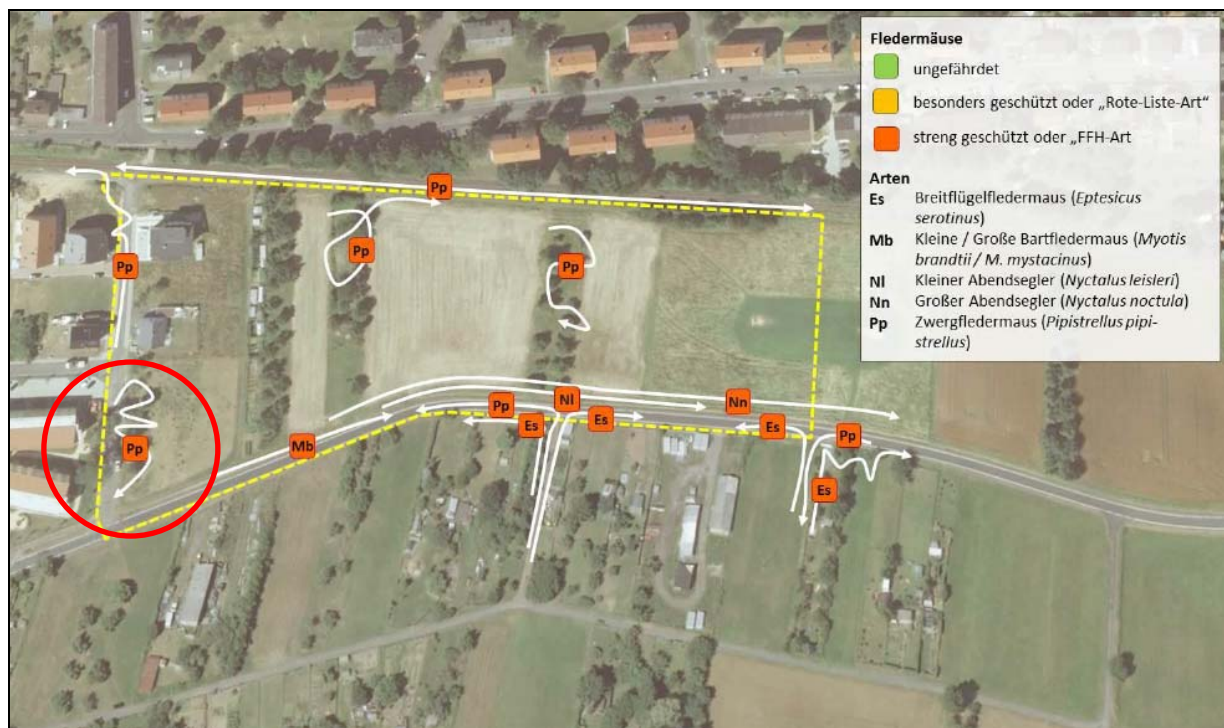 Fledermäuse
ungefährdet
besonders geschützt oder „Rote-Liste-Art“
streng geschützt oder „FFH-Art
Arten
Es Breitflügelfledermaus (Eptesicus
serotinus)
Mb Kleine / Große Bartfledermaus (Myotis
brandtii / M. mystacinus)
Nl Kleiner Abendsegler (Nyctalus leisleri)
Nn Großer Abendsegler (Nyctalus noctula)
Pp Zwergfledermaus (Pipistrellus pipi-
strellus)
Pp
Pp
Pp
Pp
Nl
Nn
Pp
Es
Es
Es
Pp
Mb
Pp
Es